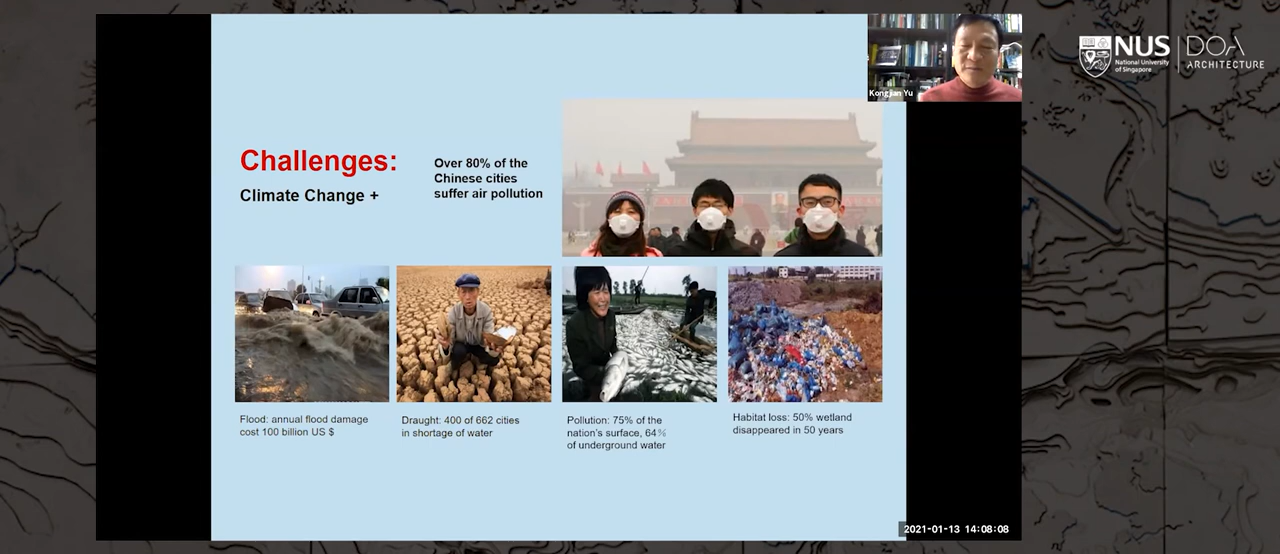 NUS
National University
of Singapore
DOA
ARCHITECTURE
Kongjian Yu
Challenges:
Climate Change +
Over 80% of the
Chinese cities
suffer air pollution
Flood: annual flood damage
cost 100 billion US $
Draught: 400 of 662 cities
in shortage of water
Pollution: 75% of the
nation's surface, 64%
of underground water
Habitat loss: 50% wetland
disappeared in 50 years
2021-01-13 14:08:08